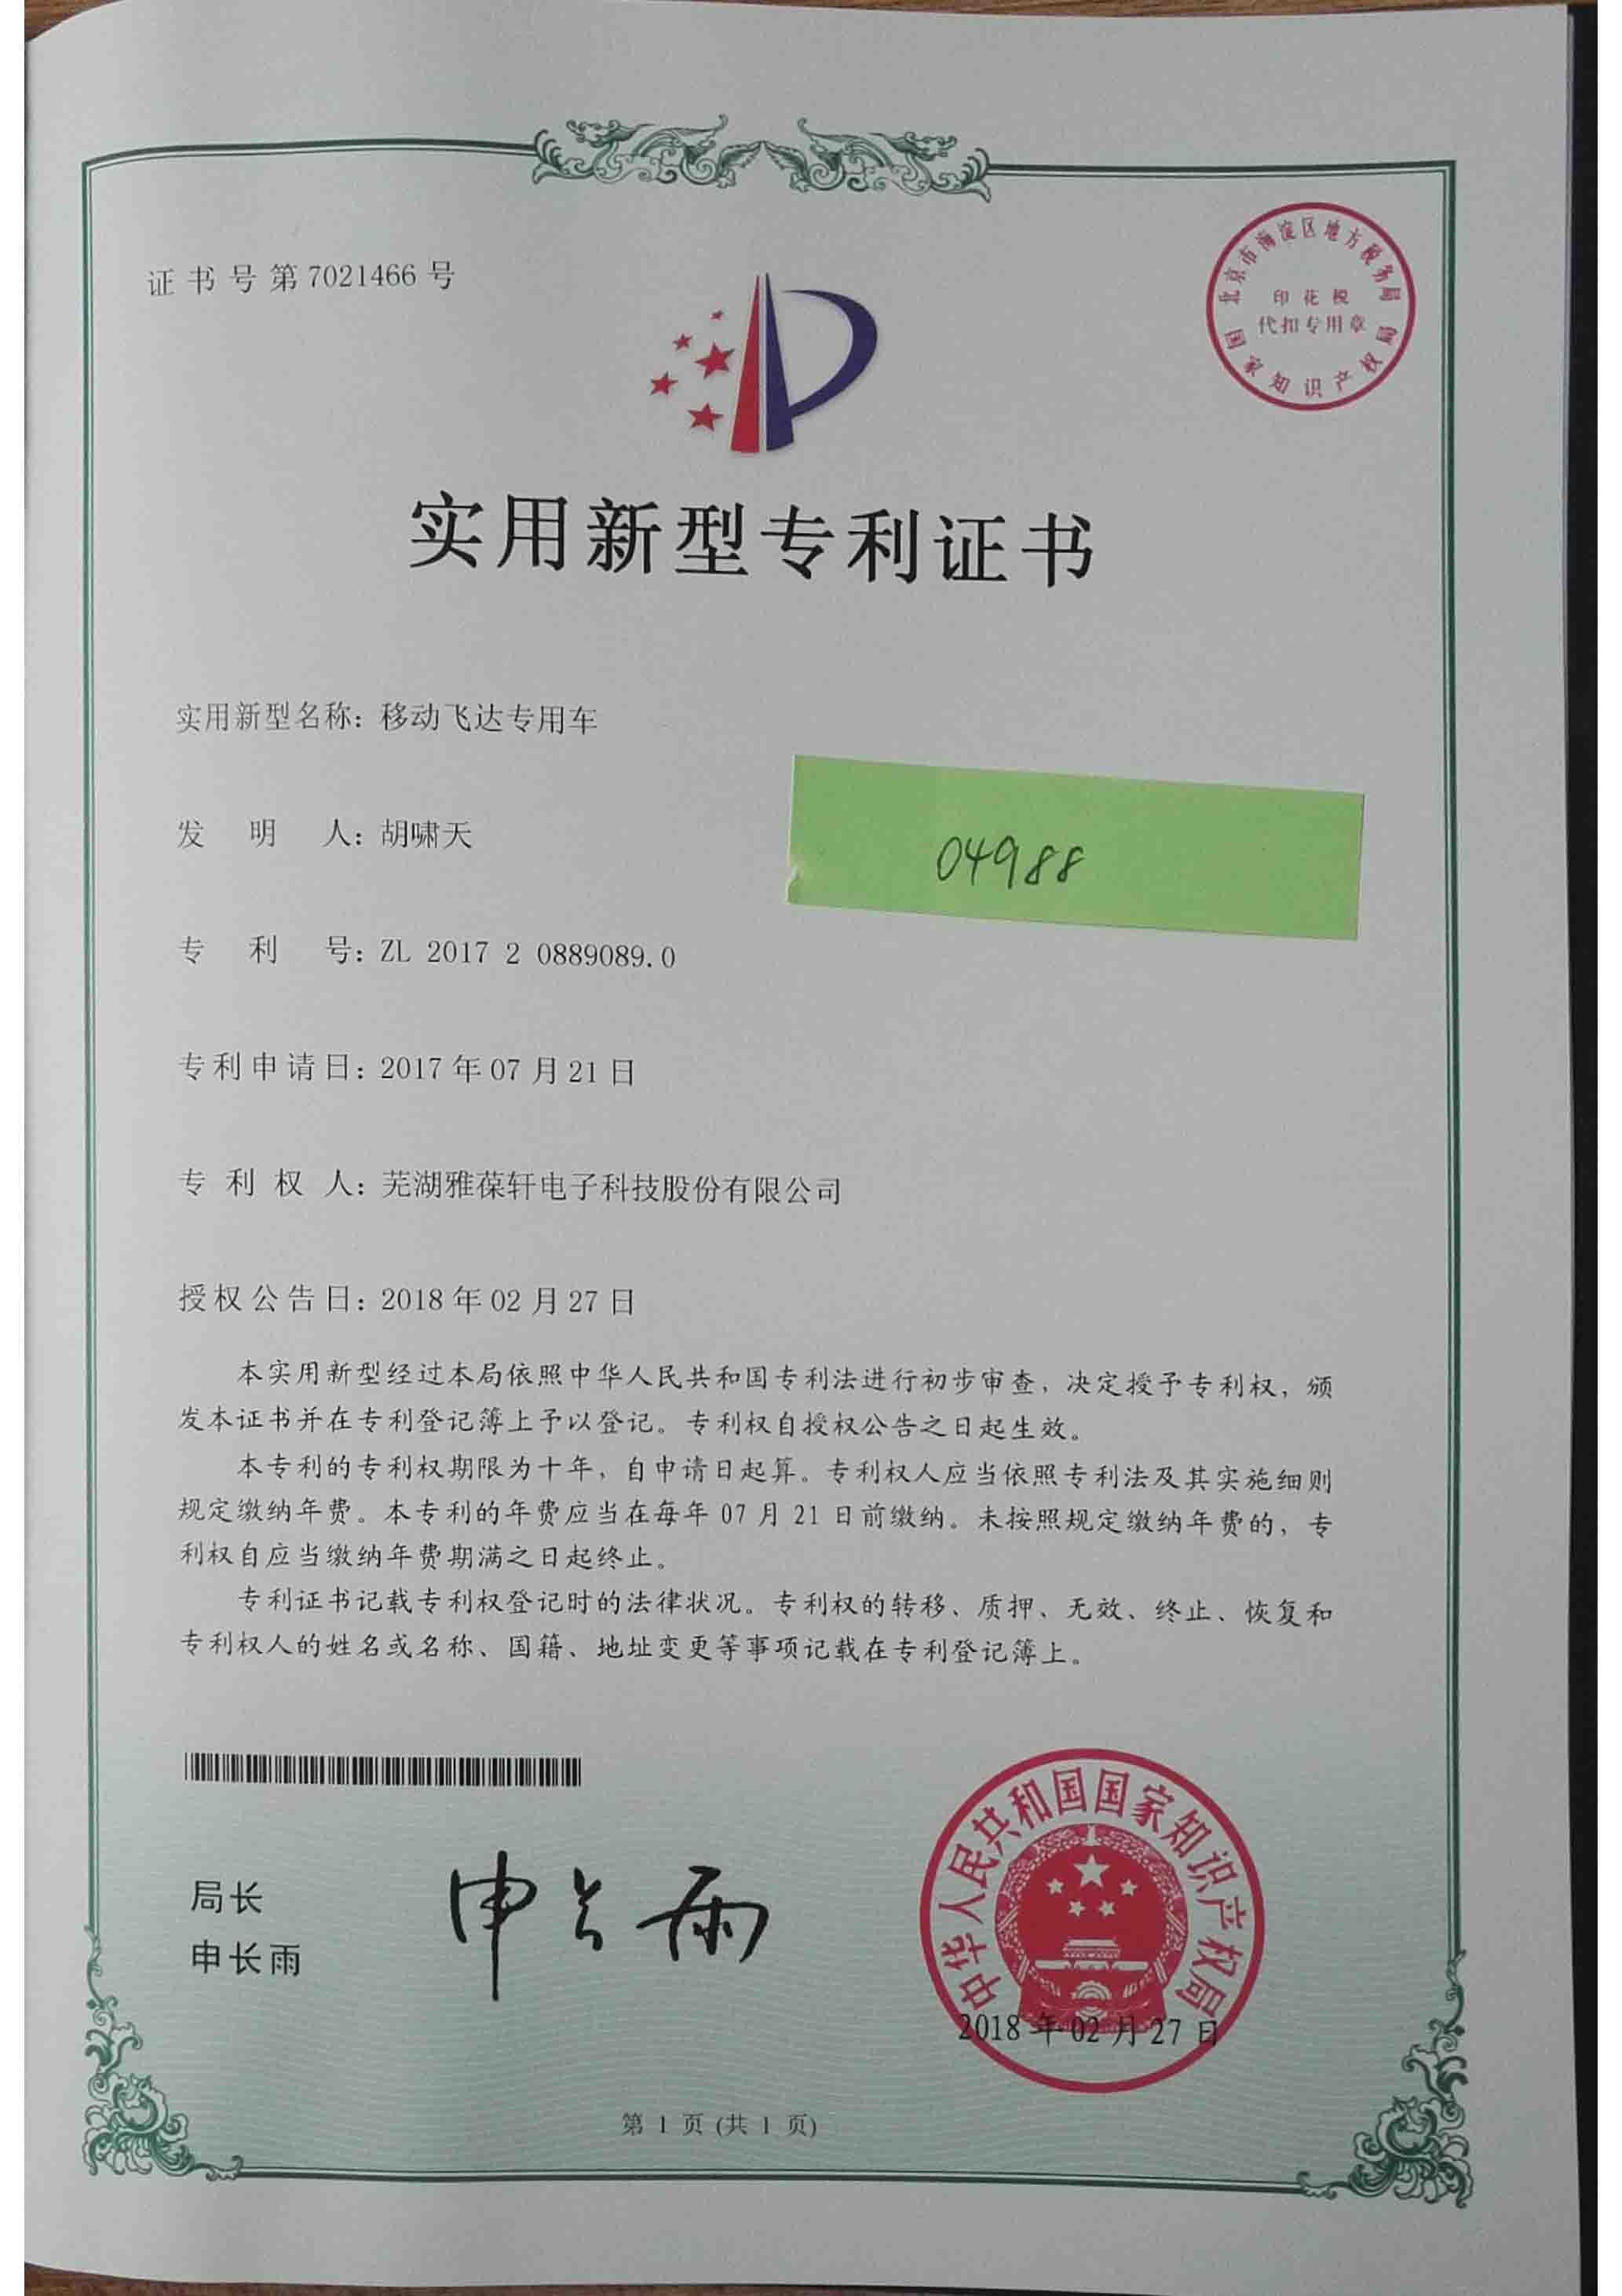 证书号第7021466号
北京市海淀区地方税务局
印花税
代扣专用章
国家知识产权局
实用新型专利证书
实用新型名称：移动飞达专用车
发明人：胡啸天
04988
专利号：ZL 2017 2 0889089.0
专利申请日：2017年07月21日
专利权人：芜湖雅葆轩电子科技股份有限公司
授权公告日：2018年02月27日
本实用新型经过本局依照中华人民共和国专利法进行初步审查，决定授予专利权，颁
发本证书并在专利登记簿上予以登记。专利权自授权公告之日起生效。
本专利的专利权期限为十年，自申请日起算。专利权人应当依照专利法及其实施细则
规定缴纳年费。本专利的年费应当在每年07月21日前缴纳。未按照规定缴纳年费的，专
利权自应当缴纳年费期满之日起终止。
专利证书记载专利权登记时的法律状况。专利权的转移、质押、无效、终止、恢复和
专利权人的姓名或名称、国籍、地址变更等事项记载在专利登记簿上。
局长
申长雨
申长雨
中华人民共和国国家知识产权局
2018年02月27日
第1页(共1页)